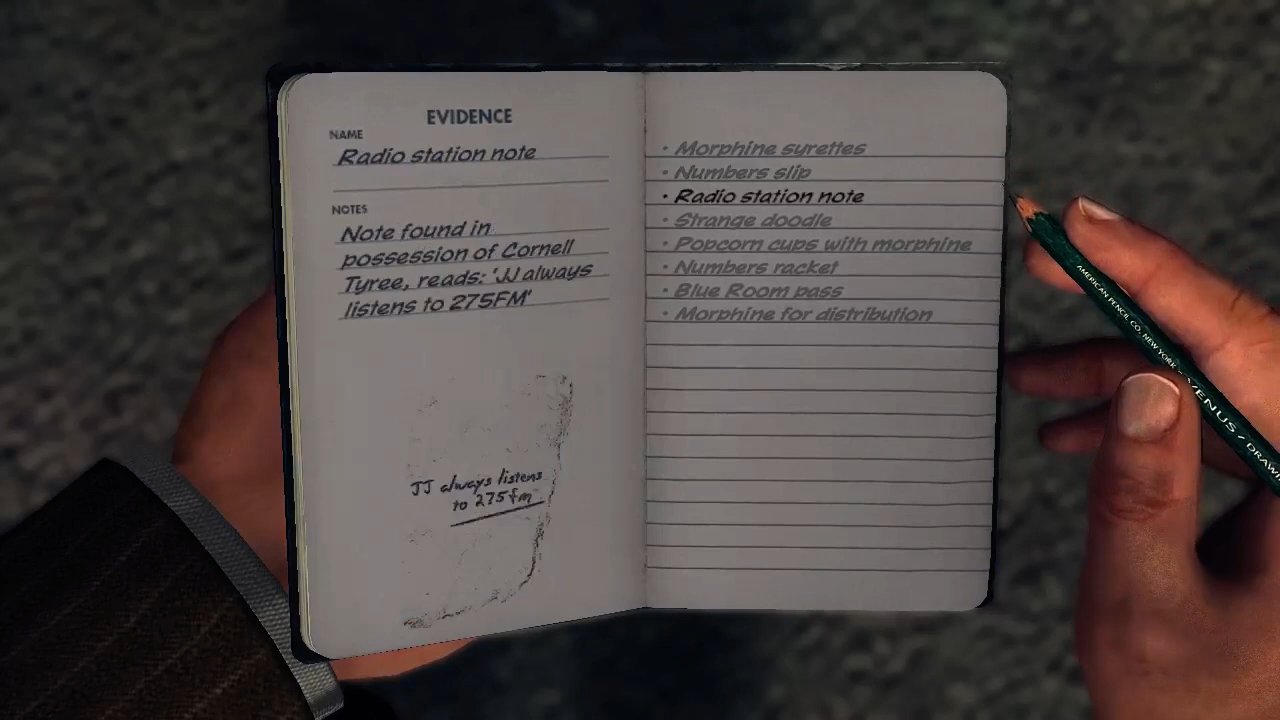 EVIDENCE
NAME
Radio station note
NOTES
Note found in
possession of Cornell
Tyree, reads: 'JJ always
listens to 275FM'
JJ always listens
to 275fm
• Morphine surettes
• Numbers slip
• Radio station note
• Strange doodle
• Popcorn cups with morphine
• Numbers racket
• Blue Room pass
• Morphine for distribution
AMERICAN PENCIL CO. NEW YORK VENUS / DRAWI